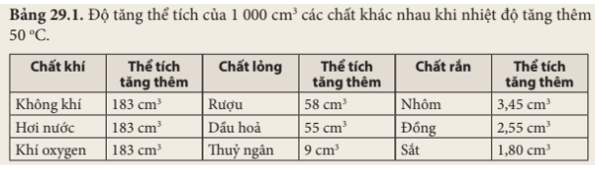 Bảng 29.1. Độ tăng thể tích của 1 000 cm³ các chất khác nhau khi nhiệt độ tăng thêm
50 °C.
Chất khí | Thể tích tăng thêm | Chất lỏng | Thể tích tăng thêm | Chất rắn | Thể tích tăng thêm
Không khí | 183 cm³ | Rượu | 58 cm³ | Nhôm | 3,45 cm³
Hơi nước | 183 cm³ | Dầu hoả | 55 cm³ | Đồng | 2,55 cm³
Khí oxygen | 183 cm³ | Thuỷ ngân | 9 cm³ | Sắt | 1,80 cm³